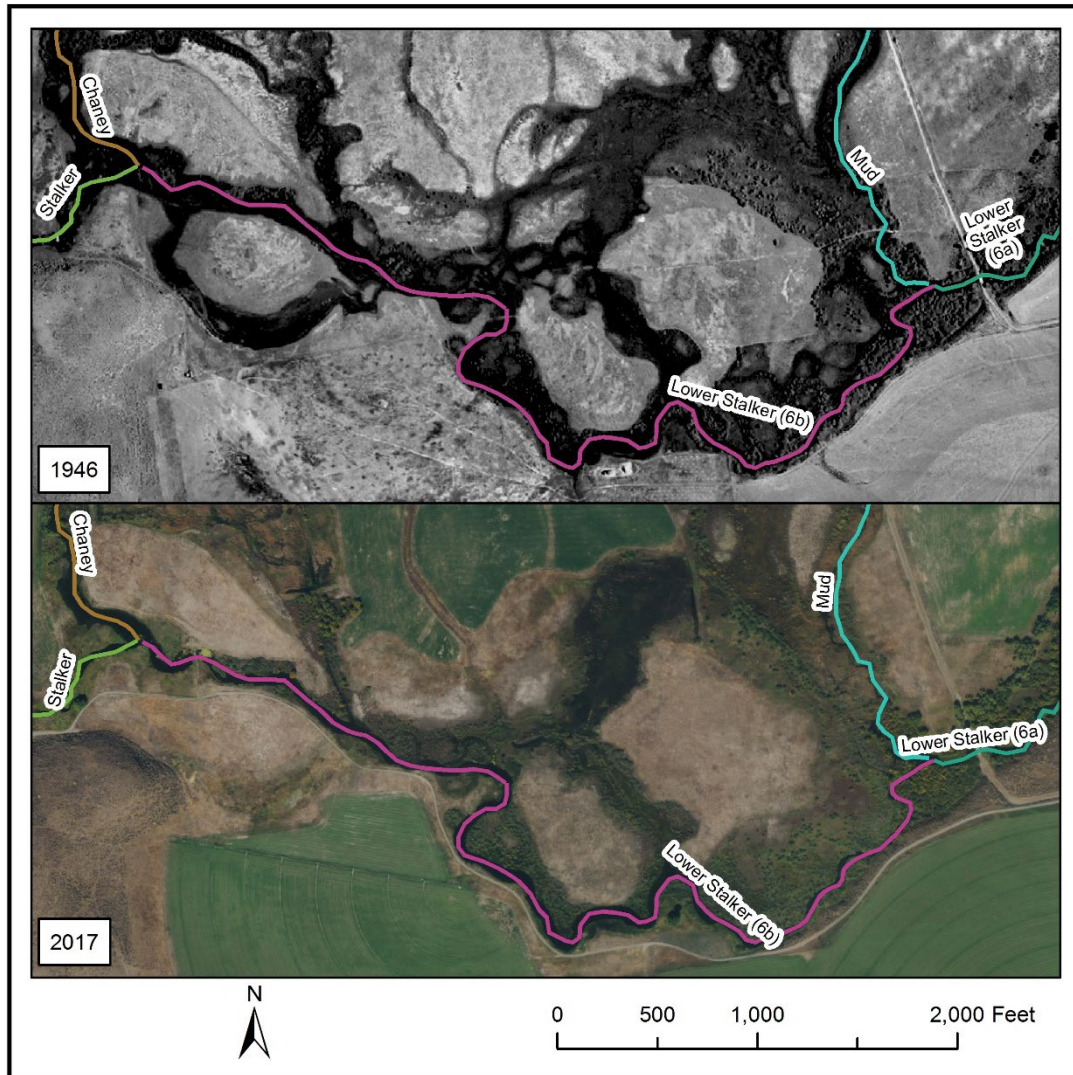 Chaney
Stalker
Mud
Lower
Stalker
(6a)
Lower Stalker (6b)
1946
Chaney
Stalker
Mud
Lower Stalker (6a)
Lower Stalker (6b)
2017
N
0 500 1,000 2,000 Feet